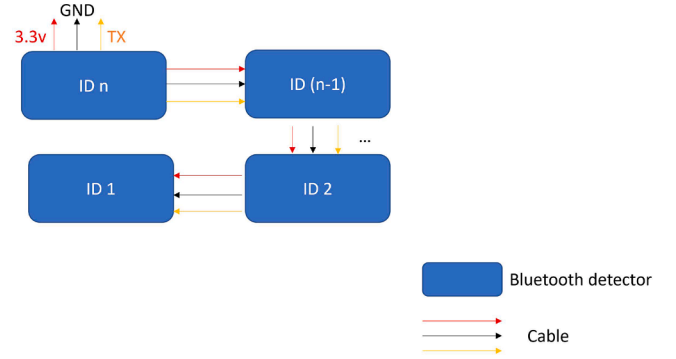 GND
3.3v TX
ID n
ID (n-1)
...
ID 1
ID 2
Bluetooth detector
Cable